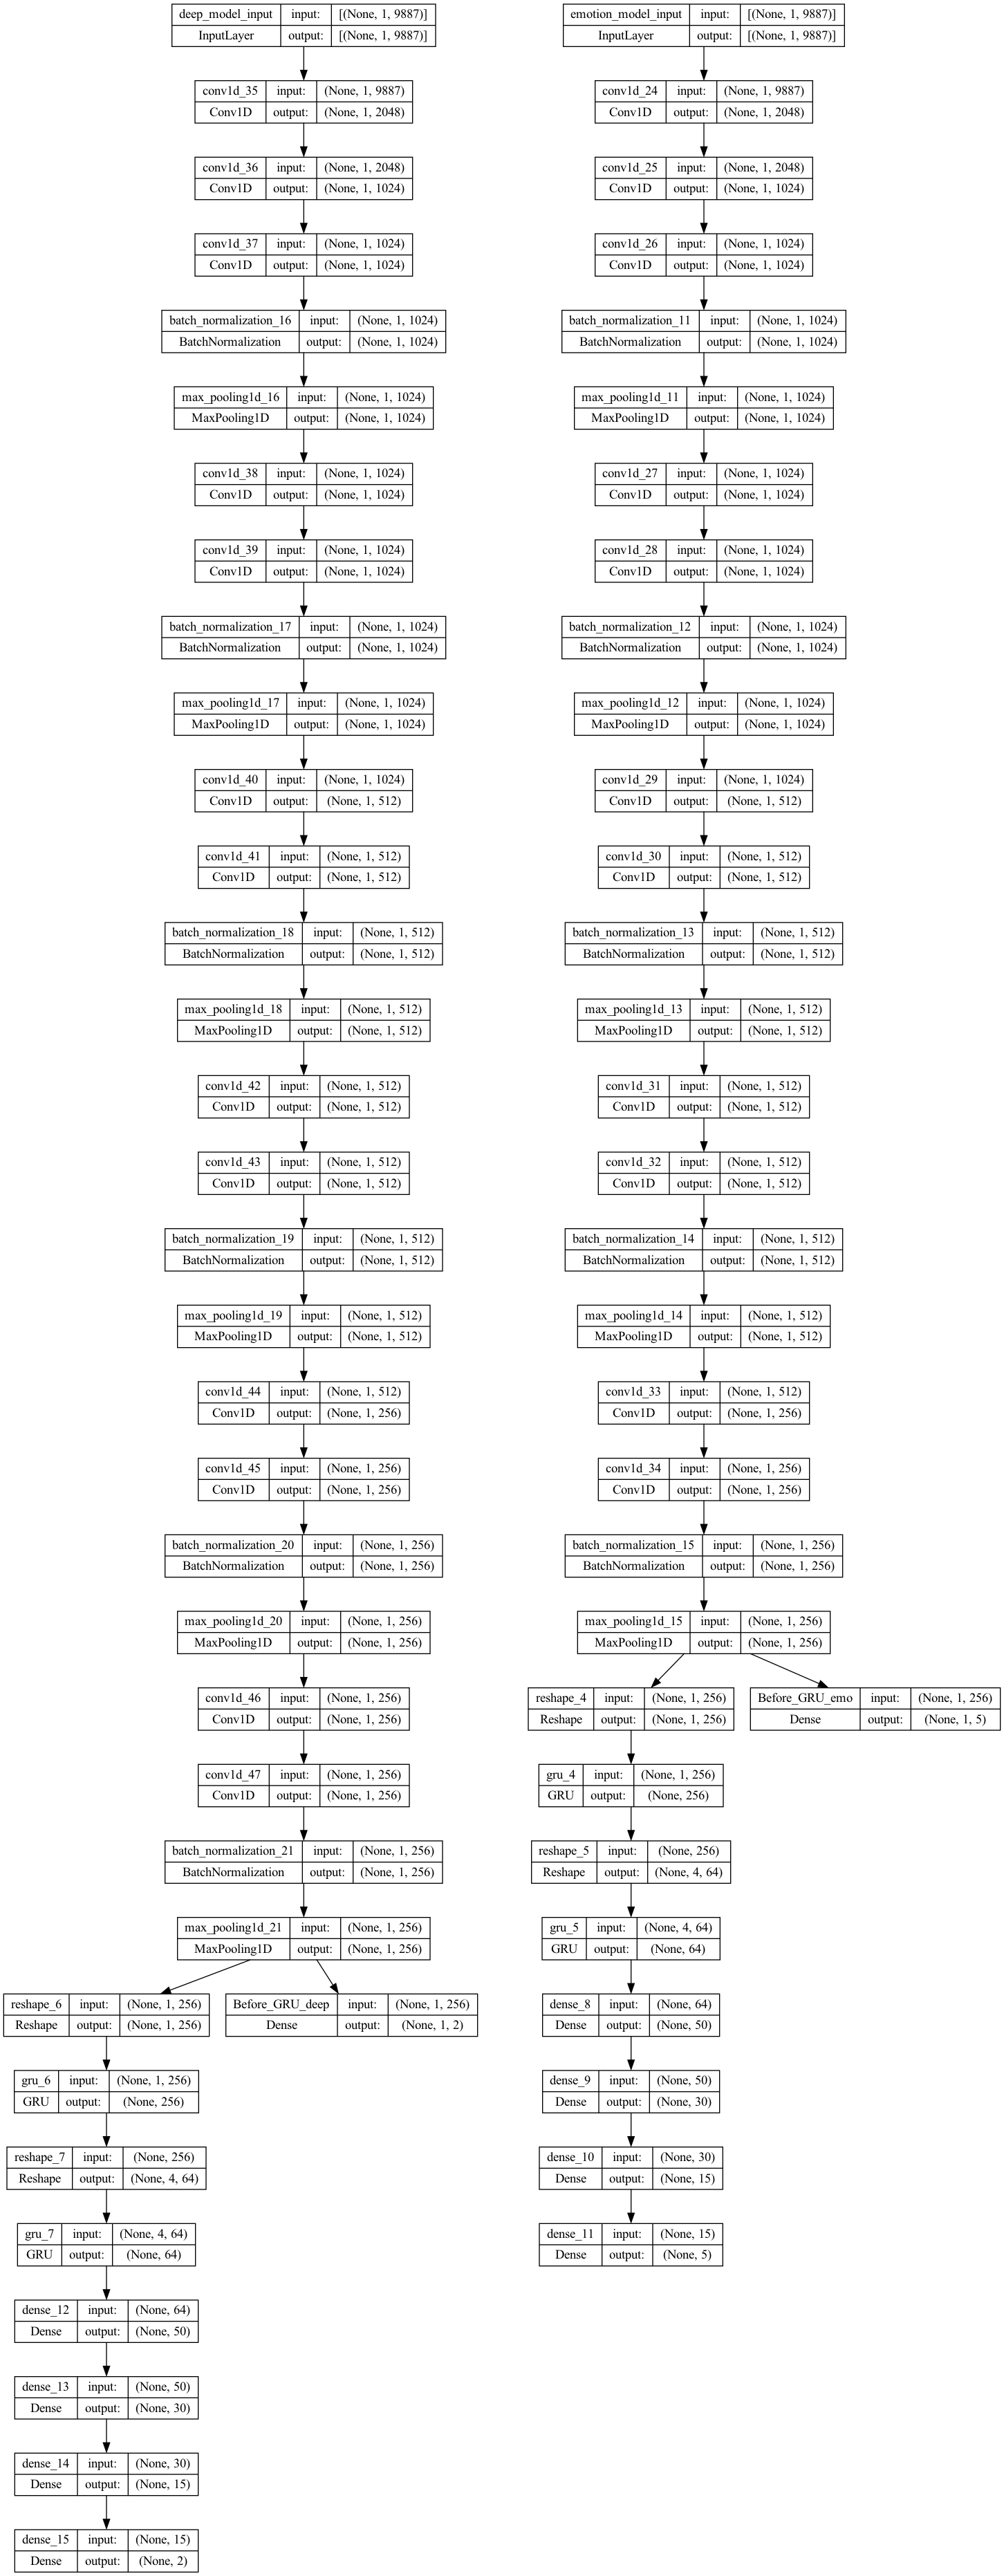 deep_model_input input: [(None, 1, 9887)]
InputLayer output: [(None, 1, 9887)]
conv1d_35 input: (None, 1, 9887)
Conv1D output: (None, 1, 2048)
conv1d_36 input: (None, 1, 2048)
Conv1D output: (None, 1, 1024)
conv1d_37 input: (None, 1, 1024)
Conv1D output: (None, 1, 1024)
batch_normalization_16 input: (None, 1, 1024)
BatchNormalization output: (None, 1, 1024)
max_pooling1d_16 input: (None, 1, 1024)
MaxPooling1D output: (None, 1, 1024)
conv1d_38 input: (None, 1, 1024)
Conv1D output: (None, 1, 1024)
conv1d_39 input: (None, 1, 1024)
Conv1D output: (None, 1, 1024)
batch_normalization_17 input: (None, 1, 1024)
BatchNormalization output: (None, 1, 1024)
max_pooling1d_17 input: (None, 1, 1024)
MaxPooling1D output: (None, 1, 1024)
conv1d_40 input: (None, 1, 1024)
Conv1D output: (None, 1, 512)
conv1d_41 input: (None, 1, 512)
Conv1D output: (None, 1, 512)
batch_normalization_18 input: (None, 1, 512)
BatchNormalization output: (None, 1, 512)
max_pooling1d_18 input: (None, 1, 512)
MaxPooling1D output: (None, 1, 512)
conv1d_42 input: (None, 1, 512)
Conv1D output: (None, 1, 512)
conv1d_43 input: (None, 1, 512)
Conv1D output: (None, 1, 512)
batch_normalization_19 input: (None, 1, 512)
BatchNormalization output: (None, 1, 512)
max_pooling1d_19 input: (None, 1, 512)
MaxPooling1D output: (None, 1, 512)
conv1d_44 input: (None, 1, 512)
Conv1D output: (None, 1, 256)
conv1d_45 input: (None, 1, 256)
Conv1D output: (None, 1, 256)
batch_normalization_20 input: (None, 1, 256)
BatchNormalization output: (None, 1, 256)
max_pooling1d_20 input: (None, 1, 256)
MaxPooling1D output: (None, 1, 256)
conv1d_46 input: (None, 1, 256)
Conv1D output: (None, 1, 256)
conv1d_47 input: (None, 1, 256)
Conv1D output: (None, 1, 256)
batch_normalization_21 input: (None, 1, 256)
BatchNormalization output: (None, 1, 256)
max_pooling1d_21 input: (None, 1, 256)
MaxPooling1D output: (None, 1, 256)
reshape_6 input: (None, 1, 256)
Reshape output: (None, 1, 256)
Before_GRU_deep input: (None, 1, 256)
Dense output: (None, 1, 2)
gru_6 input: (None, 1, 256)
GRU output: (None, 256)
reshape_7 input: (None, 256)
Reshape output: (None, 4, 64)
gru_7 input: (None, 4, 64)
GRU output: (None, 64)
dense_12 input: (None, 64)
Dense output: (None, 50)
dense_13 input: (None, 50)
Dense output: (None, 30)
dense_14 input: (None, 30)
Dense output: (None, 15)
dense_15 input: (None, 15)
Dense output: (None, 2)
emotion_model_input input: [(None, 1, 9887)]
InputLayer output: [(None, 1, 9887)]
conv1d_24 input: (None, 1, 9887)
Conv1D output: (None, 1, 2048)
conv1d_25 input: (None, 1, 2048)
Conv1D output: (None, 1, 1024)
conv1d_26 input: (None, 1, 1024)
Conv1D output: (None, 1, 1024)
batch_normalization_11 input: (None, 1, 1024)
BatchNormalization output: (None, 1, 1024)
max_pooling1d_11 input: (None, 1, 1024)
MaxPooling1D output: (None, 1, 1024)
conv1d_27 input: (None, 1, 1024)
Conv1D output: (None, 1, 1024)
conv1d_28 input: (None, 1, 1024)
Conv1D output: (None, 1, 1024)
batch_normalization_12 input: (None, 1, 1024)
BatchNormalization output: (None, 1, 1024)
max_pooling1d_12 input: (None, 1, 1024)
MaxPooling1D output: (None, 1, 1024)
conv1d_29 input: (None, 1, 1024)
Conv1D output: (None, 1, 512)
conv1d_30 input: (None, 1, 512)
Conv1D output: (None, 1, 512)
batch_normalization_13 input: (None, 1, 512)
BatchNormalization output: (None, 1, 512)
max_pooling1d_13 input: (None, 1, 512)
MaxPooling1D output: (None, 1, 512)
conv1d_31 input: (None, 1, 512)
Conv1D output: (None, 1, 512)
conv1d_32 input: (None, 1, 512)
Conv1D output: (None, 1, 512)
batch_normalization_14 input: (None, 1, 512)
BatchNormalization output: (None, 1, 512)
max_pooling1d_14 input: (None, 1, 512)
MaxPooling1D output: (None, 1, 512)
conv1d_33 input: (None, 1, 512)
Conv1D output: (None, 1, 256)
conv1d_34 input: (None, 1, 256)
Conv1D output: (None, 1, 256)
batch_normalization_15 input: (None, 1, 256)
BatchNormalization output: (None, 1, 256)
max_pooling1d_15 input: (None, 1, 256)
MaxPooling1D output: (None, 1, 256)
reshape_4 input: (None, 1, 256)
Reshape output: (None, 1, 256)
Before_GRU_emo input: (None, 1, 256)
Dense output: (None, 1, 5)
gru_4 input: (None, 1, 256)
GRU output: (None, 256)
reshape_5 input: (None, 256)
Reshape output: (None, 4, 64)
gru_5 input: (None, 4, 64)
GRU output: (None, 64)
dense_8 input: (None, 64)
Dense output: (None, 50)
dense_9 input: (None, 50)
Dense output: (None, 30)
dense_10 input: (None, 30)
Dense output: (None, 15)
dense_11 input: (None, 15)
Dense output: (None, 5)